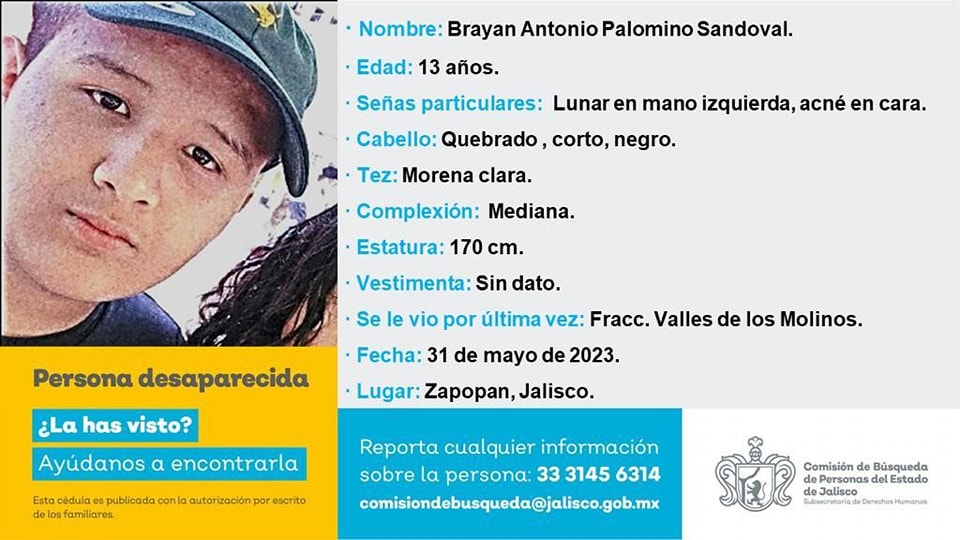 · Nombre: Brayan Antonio Palomino Sandoval.
· Edad: 13 años.
· Señas particulares: Lunar en mano izquierda, acné en cara.
· Cabello: Quebrado , corto, negro.
· Tez: Morena clara.
· Complexión: Mediana.
· Estatura: 170 cm.
· Vestimenta: Sin dato.
· Se le vio por última vez: Fracc. Valles de los Molinos.
· Fecha: 31 de mayo de 2023.
· Lugar: Zapopan, Jalisco.
Persona desaparecida
¿La has visto?
Ayúdanos a encontrarla
Esta cédula es publicada con la autorización por escrito
de los familiares.
Reporta cualquier información
sobre la persona: 33 3145 6314
comisiondebusqueda@jalisco.gob.mx
Comisión de Búsqueda
de Personas del Estado
de Jalisco
Subsecretaría de Derechos Humanos